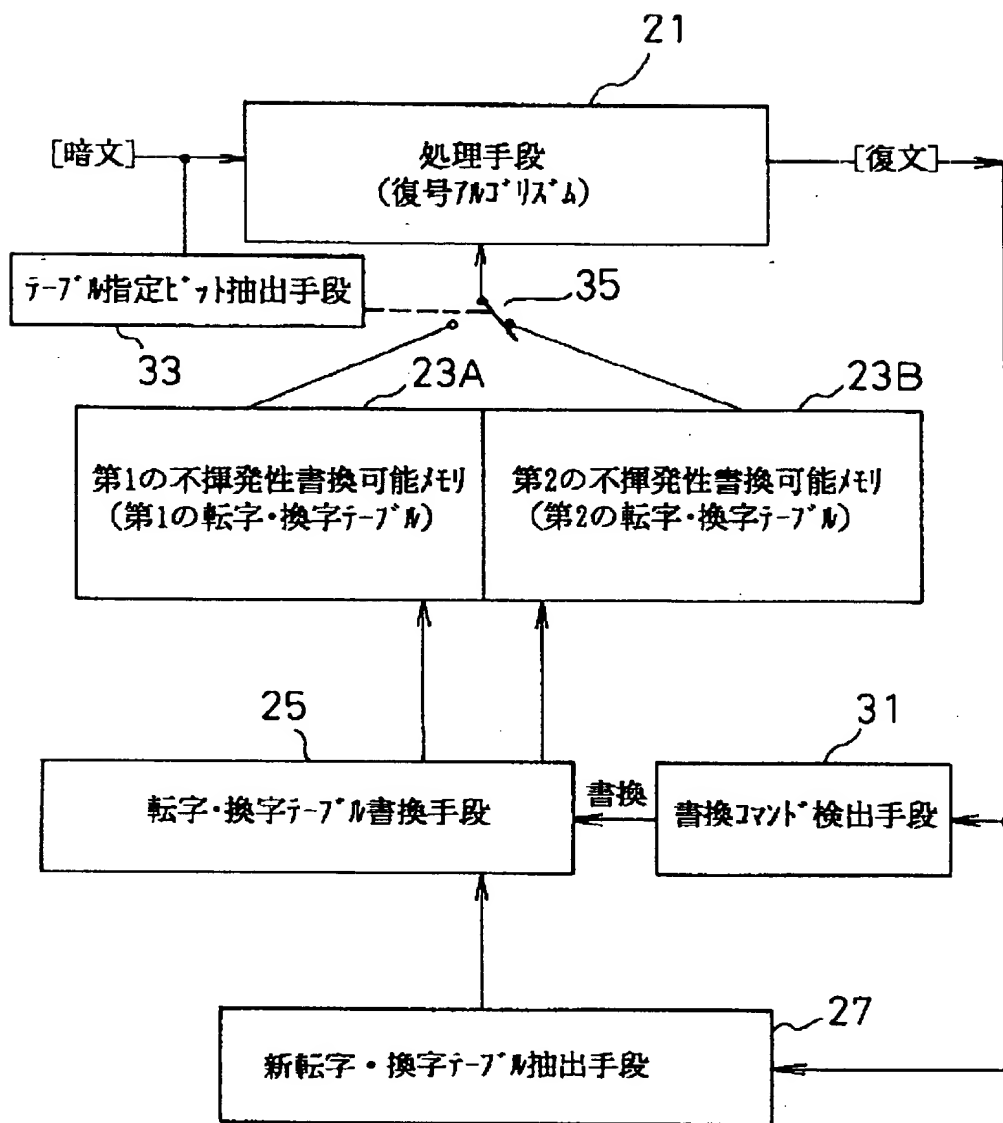 21
[暗文]
処理手段
(復号アルゴリズム)
[復文]
テーブル指定ビット抽出手段
35
33
23A
23B
第1の不揮発性書換可能メモリ
(第1の転字・換字テーブル)
第2の不揮発性書換可能メモリ
(第2の転字・換字テーブル)
25
31
転字・換字テーブル書換手段
書換
書換コマンド検出手段
27
新転字・換字テーブル抽出手段